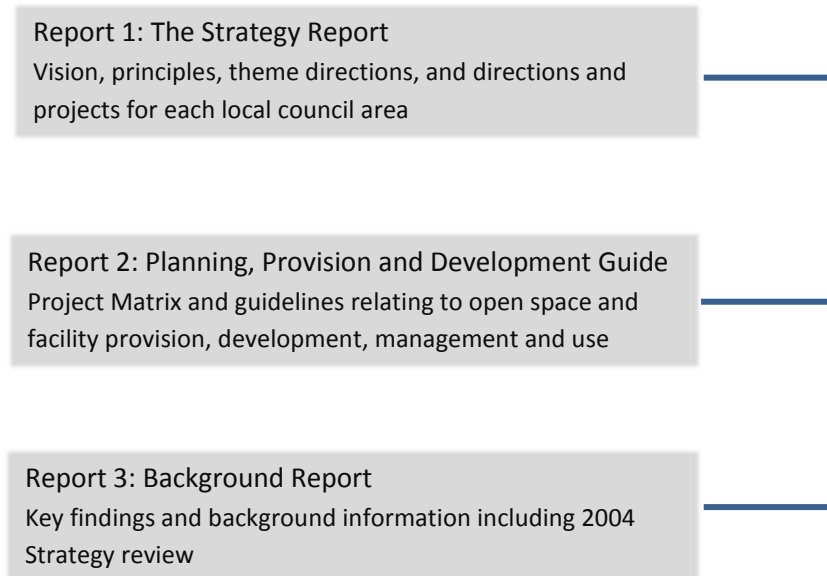 Report 1: The Strategy Report
Vision, principles, theme directions, and directions and
projects for each local council area
Report 2: Planning, Provision and Development Guide
Project Matrix and guidelines relating to open space and
facility provision, development, management and use
Report 3: Background Report
Key findings and background information including 2004
Strategy review